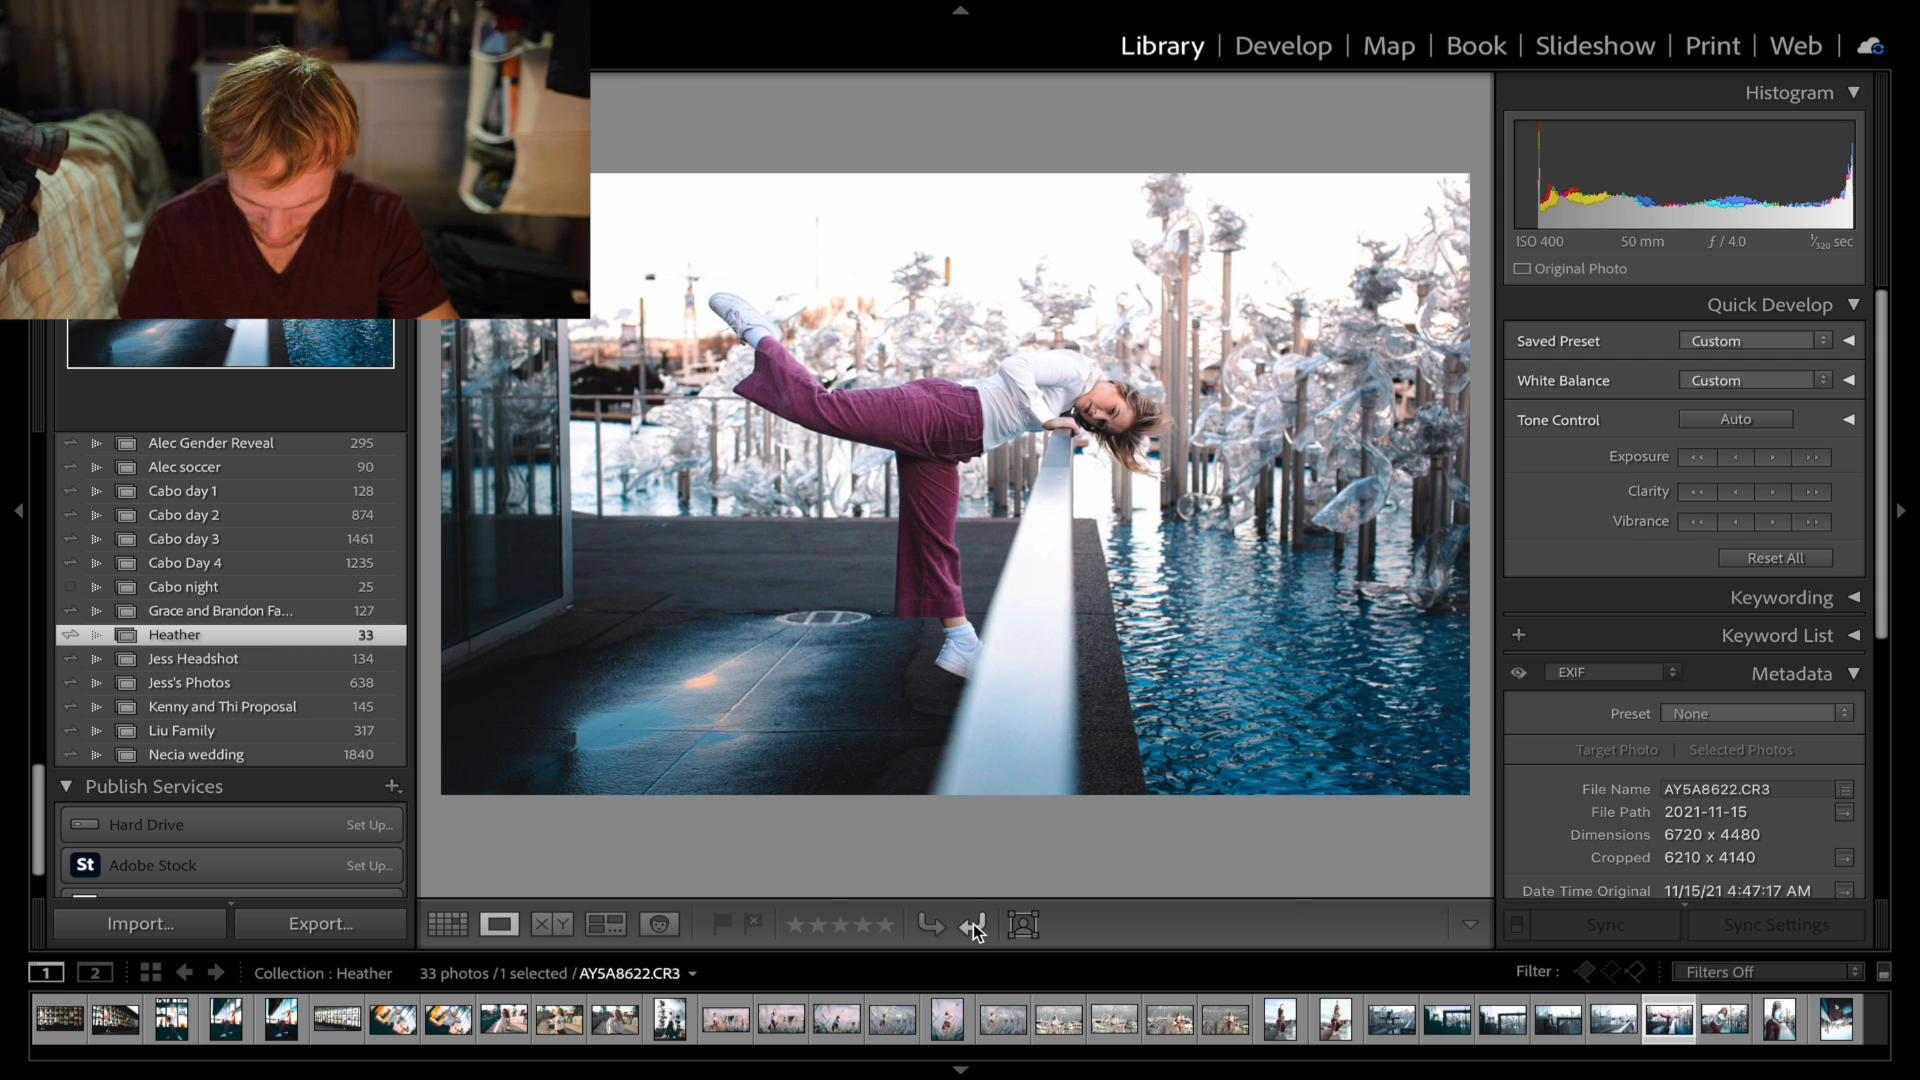 Library | Develop | Map | Book | Slideshow | Print | Web |
Histogram
ISO 400 50 mm ƒ / 4.0 1/320 sec
Original Photo
Quick Develop
Saved Preset Custom
White Balance Custom
Tone Control Auto
Exposure
Clarity
Vibrance
Reset All
Keywording
Keyword List
EXIF Metadata
Preset None
Target Photo | Selected Photos
File Name AY5A8622.CR3
File Path 2021-11-15
Dimensions 6720 x 4480
Cropped 6210 x 4140
Date Time Original 11/15/21 4:47:17 AM
Sync Sync Settings
Alec Gender Reveal 295
Alec soccer 90
Cabo day 1 128
Cabo day 2 874
Cabo day 3 1461
Cabo Day 4 1235
Cabo night 25
Grace and Brandon Fa... 127
Heather 33
Jess Headshot 134
Jess's Photos 638
Kenny and Thi Proposal 145
Liu Family 317
Necia wedding 1840
Publish Services
Hard Drive Set Up...
St Adobe Stock Set Up...
Import... Export...
X Y
1 2 Collection : Heather 33 photos /1 selected /AY5A8622.CR3 Filter : Filters Off